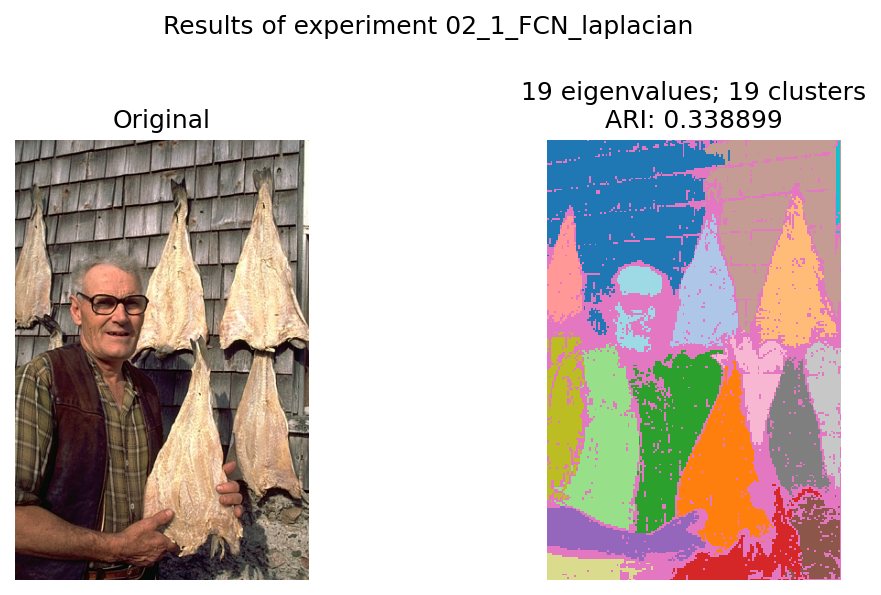 Results of experiment 02_1_FCN_laplacian
Original
19 eigenvalues; 19 clusters
ARI: 0.338899